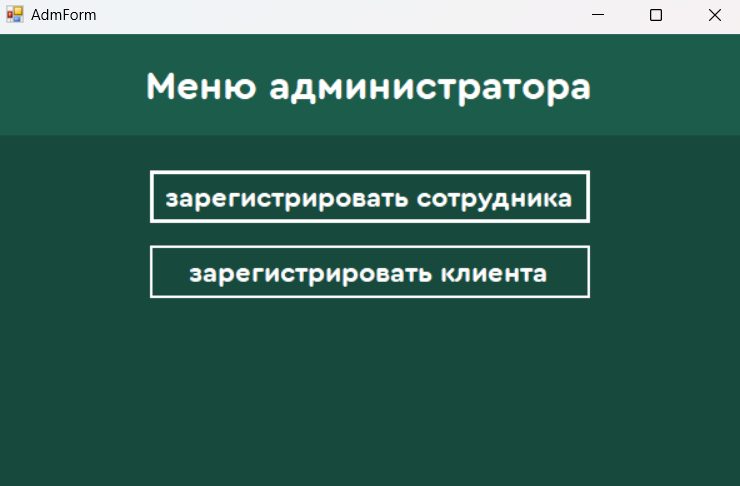 AdmForm
Меню администратора
зарегистрировать сотрудника
зарегистрировать клиента